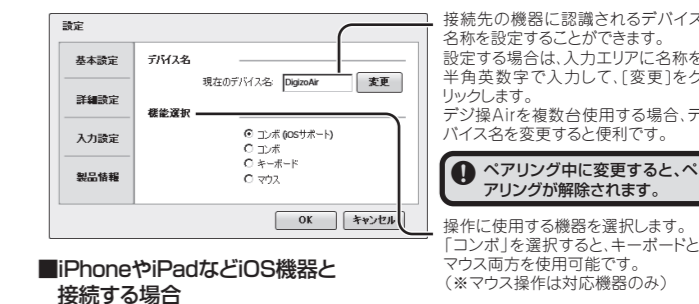 設定
基本設定
詳細設定
入力設定
製品情報
デバイス名
現在のデバイス名: DigizoAir 変更
機能選択
コンボ (iOSサポート)
コンボ
キーボード
マウス
OK キャンセル
接続先の機器に認識されるデバイス
名称を設定することができます。
設定する場合は、入力エリアに名称を
半角英数字で入力して、[変更]をク
リックします。
デジ操Airを複数台使用する場合、デ
バイス名を変更すると便利です。
ペアリング中に変更すると、ペ
アリングが解除されます。
操作に使用する機器を選択します。
「コンボ」を選択すると、キーボードと
マウス両方を使用可能です。
(※マウス操作は対応機器のみ)
■iPhoneやiPadなどiOS機器と
接続する場合